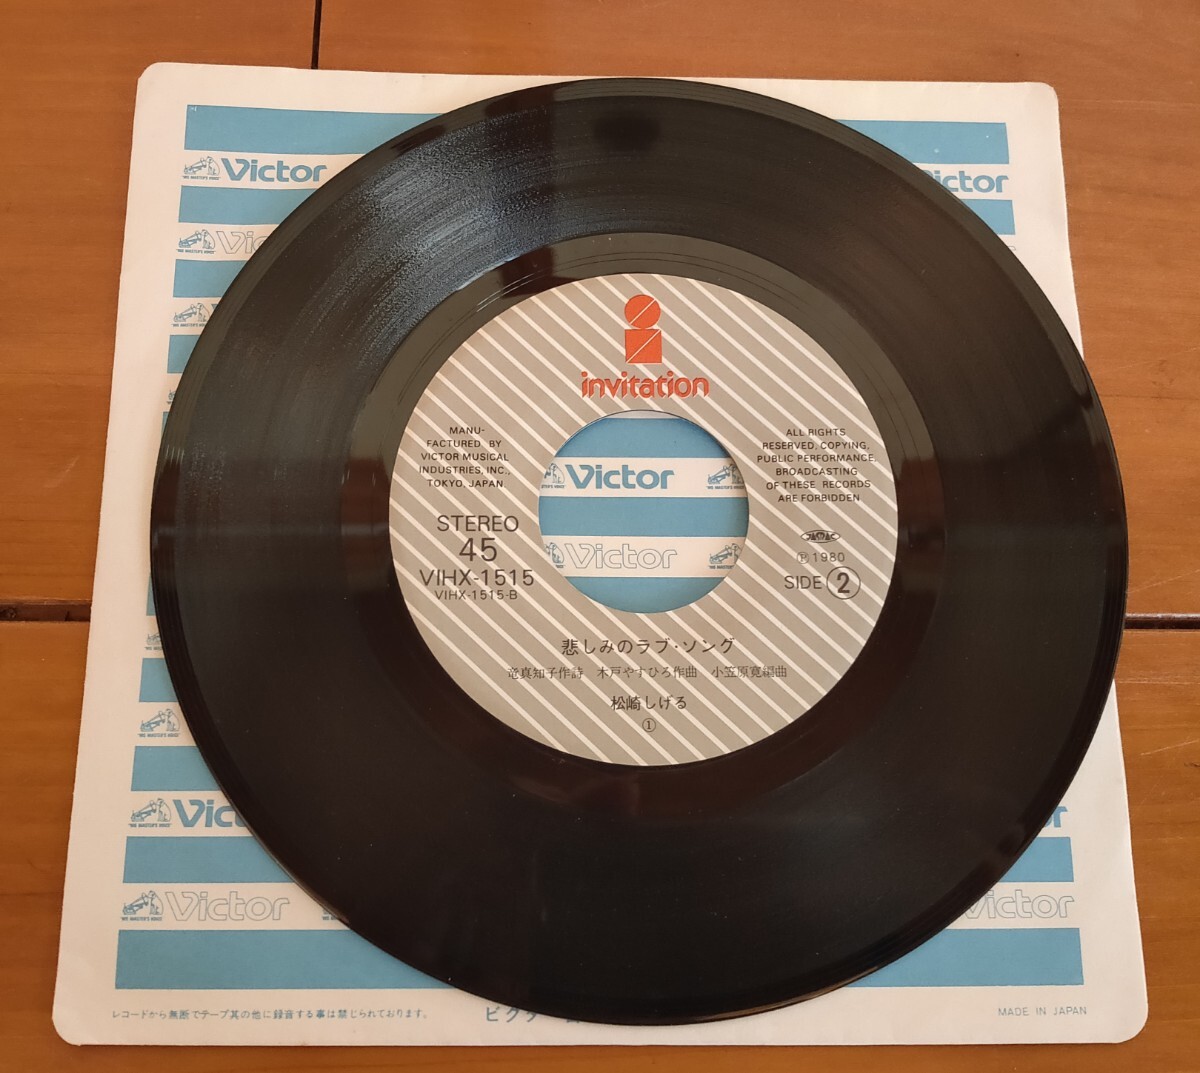 Victor
Victor
"HIS MASTER'S VOICE"
invitation
MANU-
FACTURED BY
VICTOR MUSICAL
INDUSTRIES, INC.,
TOKYO, JAPAN
ALL RIGHTS
RESERVED. COPYING,
PUBLIC PERFORMANCE,
BROADCASTING
OF THESE RECORDS
ARE FORBIDDEN
Victor
Victor
STEREO
45
VIHX-1515
VIHX-1515-B
JASRAC
Ⓟ1980
SIDE 2
悲しみのラブ・ソング
竜真知子作詩 木戸やすひろ作曲 小笠原寛編曲
松崎しげる
①
Victor
Victor
レコードから無断でテープ其の他に録音する事は禁じられております。
MADE IN JAPAN